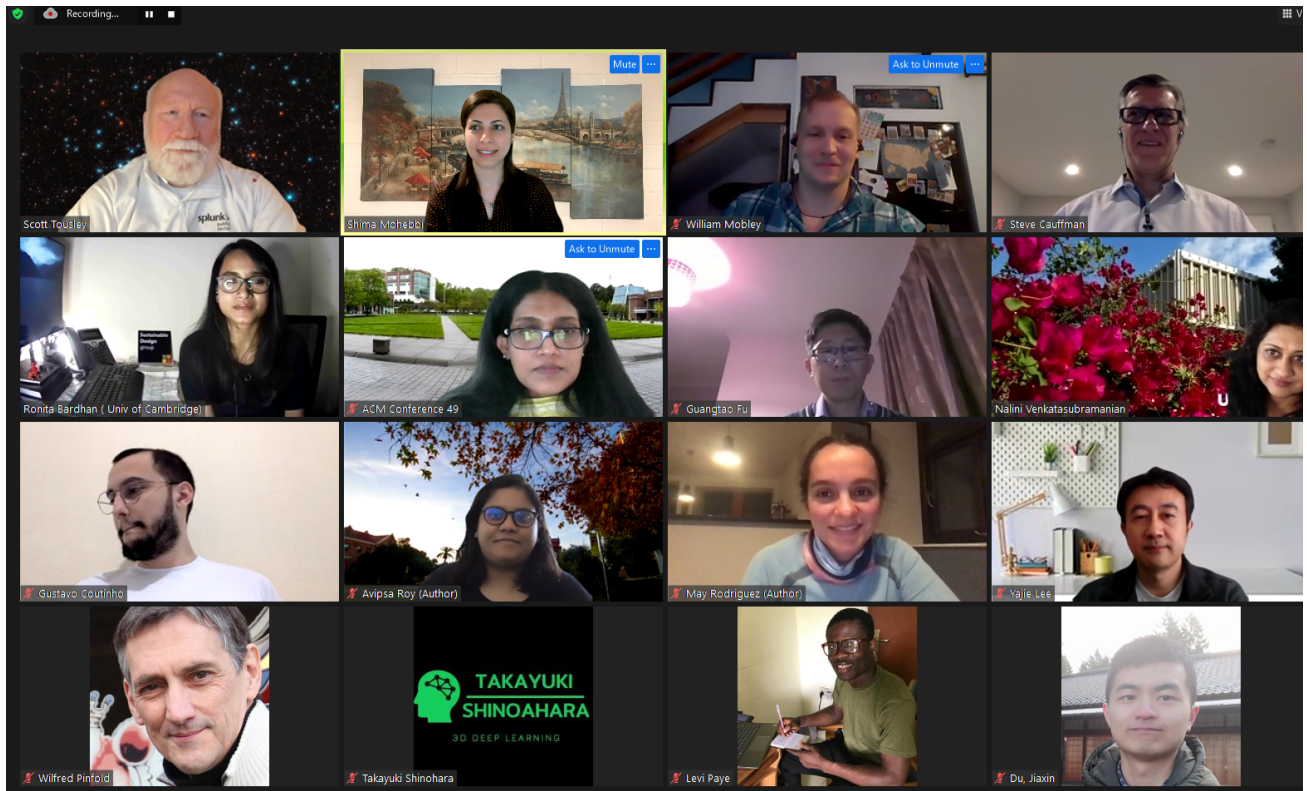 Recording...
V
Mute ...
Ask to Unmute ...
splunk>
Scott Tousley
Shima Mohebbi
William Mobley
Steve Cauffman
Ask to Unmute ...
Sustainable
Design
group
U
Ronita Bardhan ( Univ of Cambridge)
ACM Conference 49
Guangtao Fu
Nalini Venkatasubramanian
Gustavo Coutinho
Avipsa Roy (Author)
May Rodriguez (Author)
Yajie Lee
TAKAYUKI
SHINOAHARA
3D DEEP LEARNING
Wilfred Pinfold
Takayuki Shinohara
Levi Paye
Du, Jiaxin